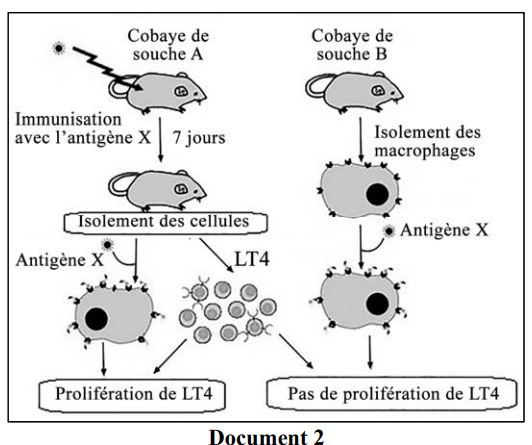 Cobaye de
souche A
Cobaye de
souche B
Immunisation
avec l'antigène X
7 jours
Isolement des
macrophages
Isolement des cellules
Antigène X
LT4
Antigène X
Prolifération de LT4
Pas de prolifération de LT4
Document 2